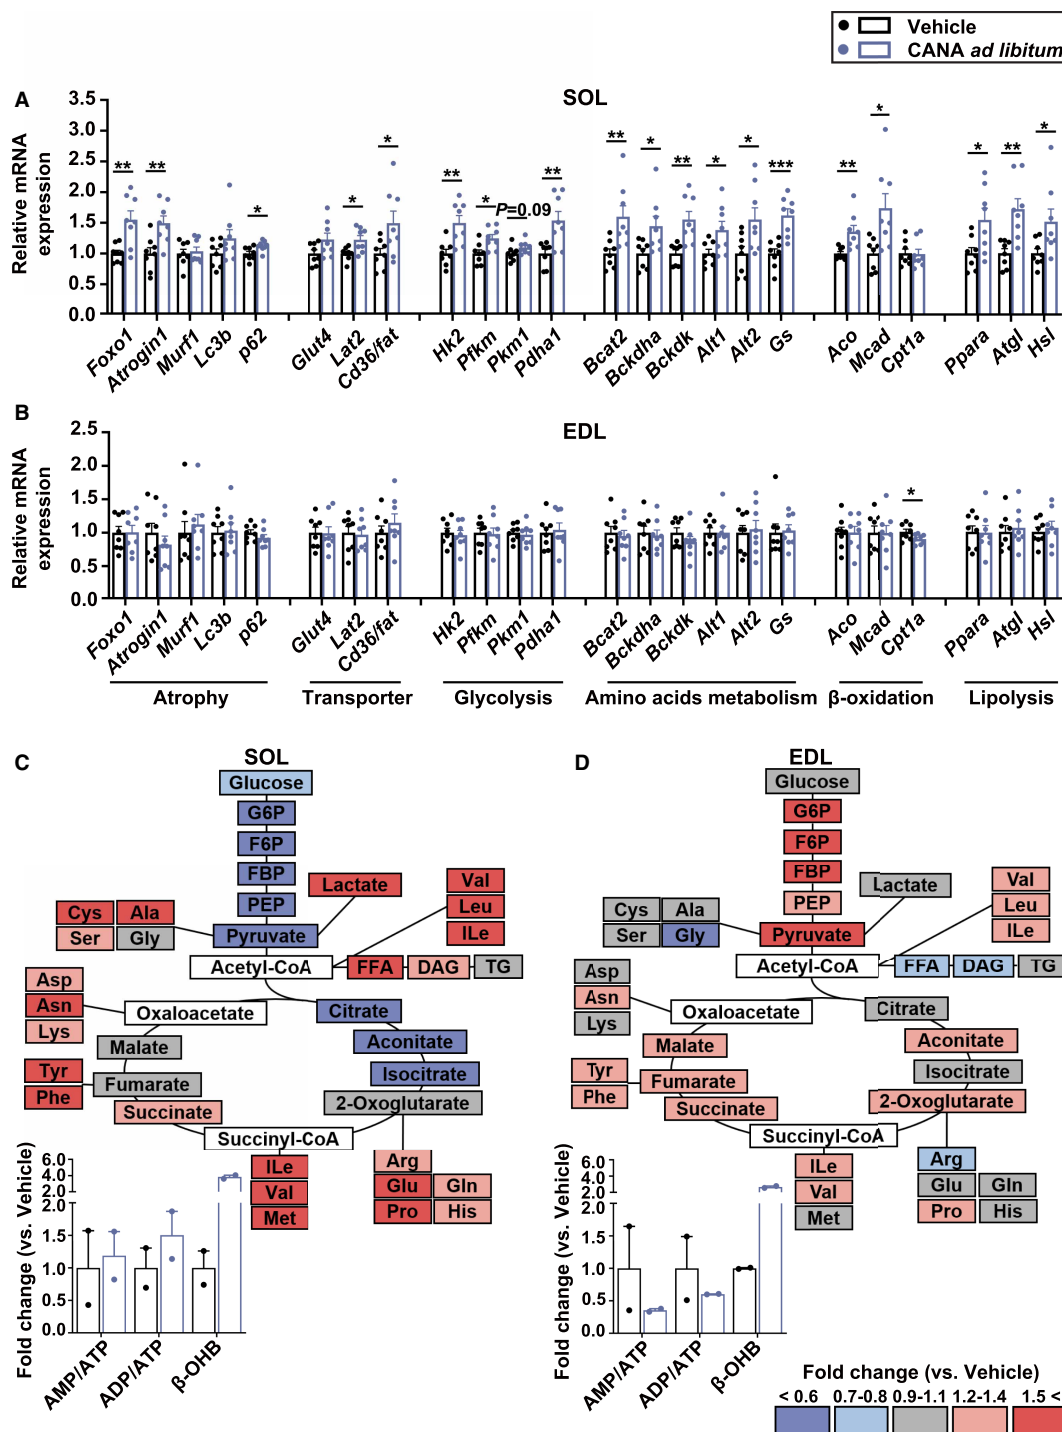 Vehicle
CANA ad libitum
A
SOL
Relative mRNA
expression
3.5
3.0
2.5
2.0
1.5
1.0
0.5
0.0
** ** * * * ** * P=0.09 ** ** * ** * * *** ** * * ** *
Foxo1 Atrogin1 Murf1 Lc3b p62 Glut4 Lat2 Cd36/fat Hk2 Pfkm Pkm1 Pdha1 Bcat2 Bckdha Bckdk Alt1 Alt2 Gs Aco Mcad Cpt1a Ppara Atgl Hsl
B
EDL
Relative mRNA
expression
2.5
2.0
1.5
1.0
0.5
0.0
*
Foxo1 Atrogin1 Murf1 Lc3b p62 Glut4 Lat2 Cd36/fat Hk2 Pfkm Pkm1 Pdha1 Bcat2 Bckdha Bckdk Alt1 Alt2 Gs Aco Mcad Cpt1a Ppara Atgl Hsl
Atrophy Transporter Glycolysis Amino acids metabolism β-oxidation Lipolysis
C
SOL
Glucose
G6P
F6P
FBP
PEP
Lactate
Val
Leu
ILe
Cys Ala
Ser Gly
Pyruvate
Acetyl-CoA FFA DAG TG
Asp
Asn
Lys
Oxaloacetate
Citrate
Malate
Aconitate
Tyr
Phe
Fumarate
Isocitrate
Succinate
2-Oxoglutarate
Succinyl-CoA
ILe
Val
Met
Arg
Glu Gln
Pro His
Fold change (vs. Vehicle)
6.0
4.0
2.0
2.0
1.5
1.0
0.5
0.0
AMP/ATP ADP/ATP β-OHB
D
EDL
Glucose
G6P
F6P
FBP
PEP
Lactate
Val
Leu
ILe
Cys Ala
Ser Gly
Pyruvate
Acetyl-CoA FFA DAG TG
Asp
Asn
Lys
Oxaloacetate
Citrate
Malate
Aconitate
Tyr
Phe
Fumarate
Isocitrate
Succinate
2-Oxoglutarate
Succinyl-CoA
ILe
Val
Met
Arg
Glu Gln
Pro His
Fold change (vs. Vehicle)
6.0
4.0
2.0
2.0
1.5
1.0
0.5
0.0
AMP/ATP ADP/ATP β-OHB
Fold change (vs. Vehicle)
< 0.6 0.7-0.8 0.9-1.1 1.2-1.4 1.5 <